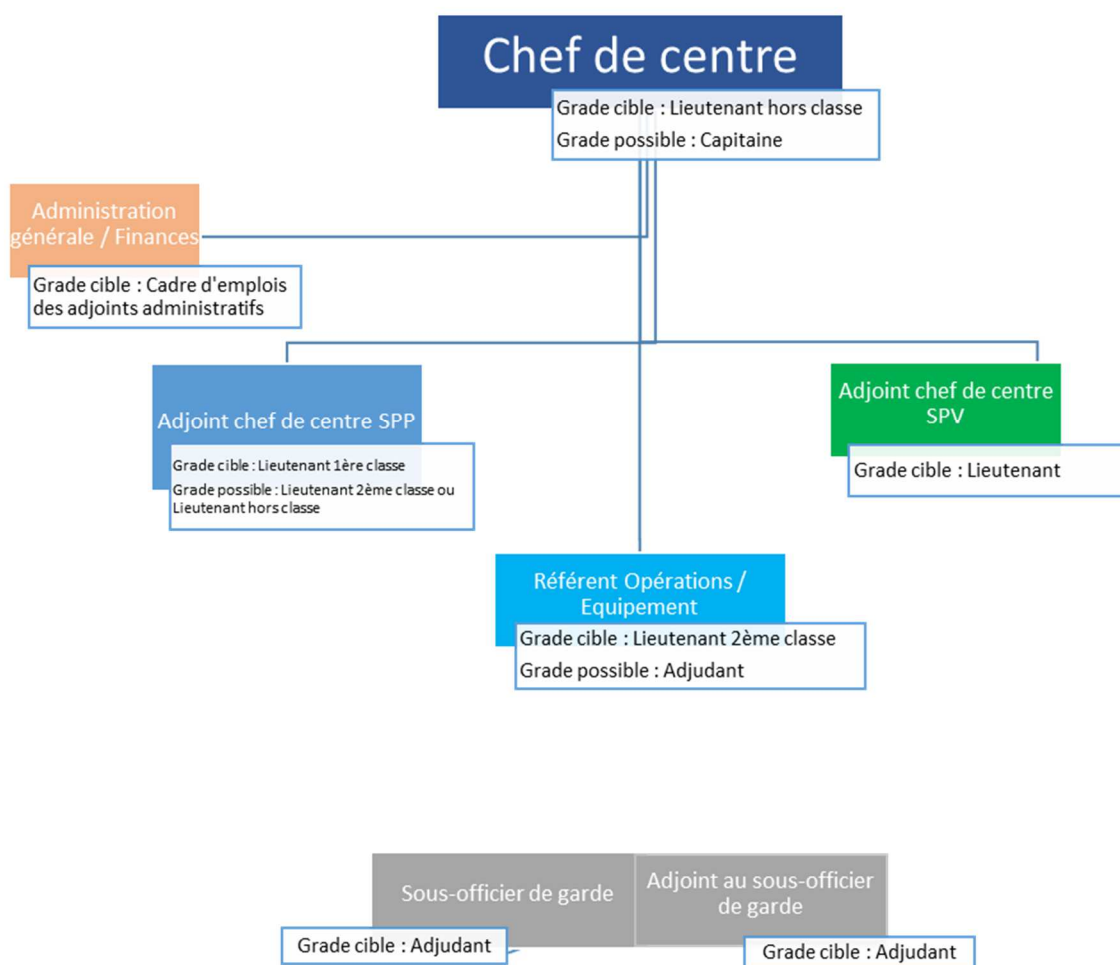 Chef de centre
Grade cible : Lieutenant hors classe
Grade possible : Capitaine
Administration
générale / Finances
Grade cible : Cadre d'emplois
des adjoints administratifs
Adjoint chef de centre SPP
Grade cible : Lieutenant 1ère classe
Grade possible : Lieutenant 2ème classe ou
Lieutenant hors classe
Adjoint chef de centre
SPV
Grade cible : Lieutenant
Référent Opérations /
Equipement
Grade cible : Lieutenant 2ème classe
Grade possible : Adjudant
Sous-officier de garde
Grade cible : Adjudant
Adjoint au sous-officier
de garde
Grade cible : Adjudant